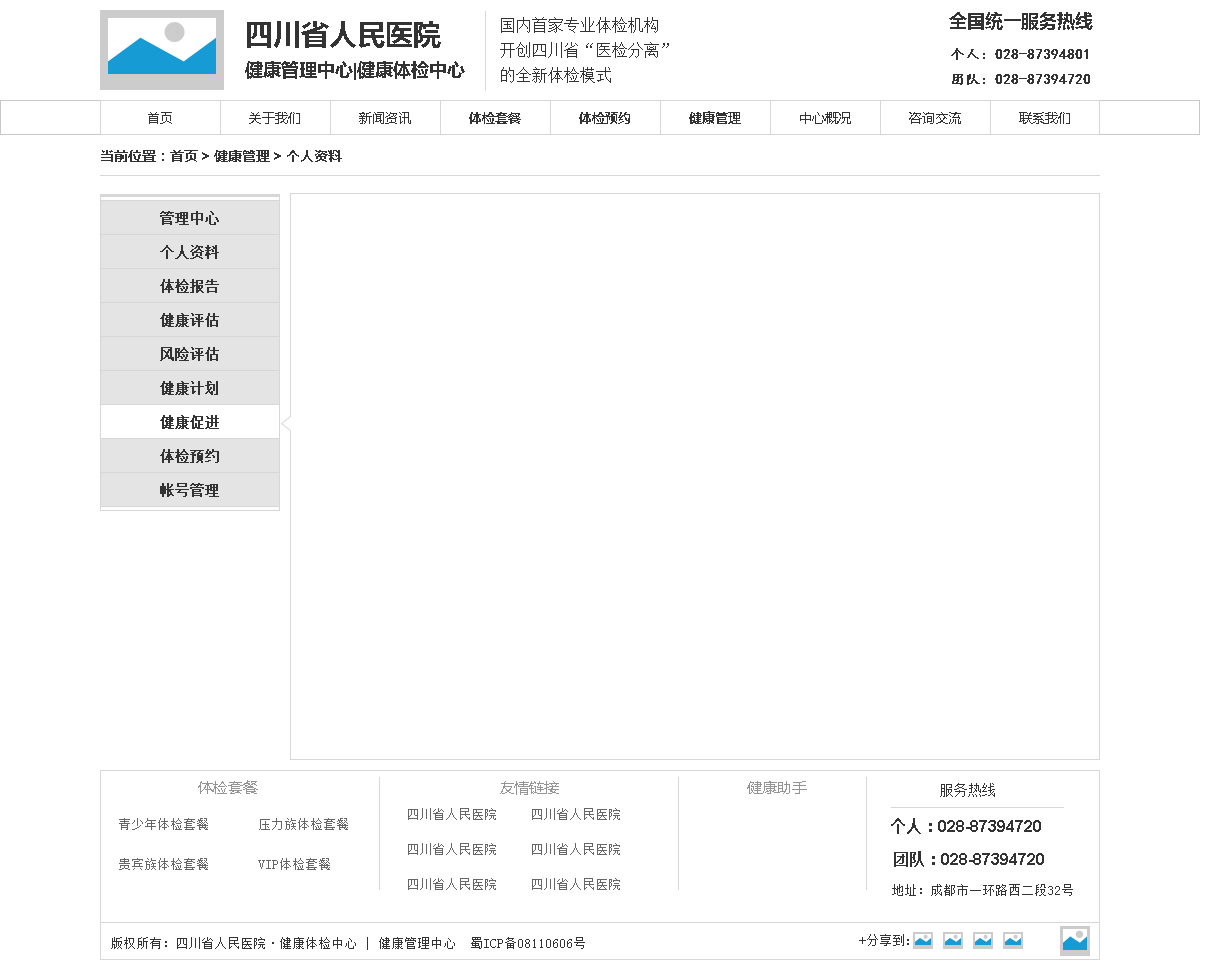 四川省人民医院
健康管理中心|健康体检中心
国内首家专业体检机构
开创四川省“医检分离”
的全新体检模式
全国统一服务热线
个人：028-87394801
团队：028-87394720
首页 关于我们 新闻资讯 体检套餐 体检预约 健康管理 中心概况 咨询交流 联系我们
当前位置：首页 > 健康管理 > 个人资料
管理中心
个人资料
体检报告
健康评估
风险评估
健康计划
健康促进
体检预约
帐号管理
体检套餐
青少年体检套餐 压力族体检套餐
贵宾族体检套餐 VIP体检套餐
友情链接
四川省人民医院 四川省人民医院
四川省人民医院 四川省人民医院
四川省人民医院 四川省人民医院
健康助手
服务热线
个人：028-87394720
团队：028-87394720
地址：成都市一环路西二段32号
版权所有：四川省人民医院·健康体检中心 | 健康管理中心 蜀ICP备08110606号
+分享到: